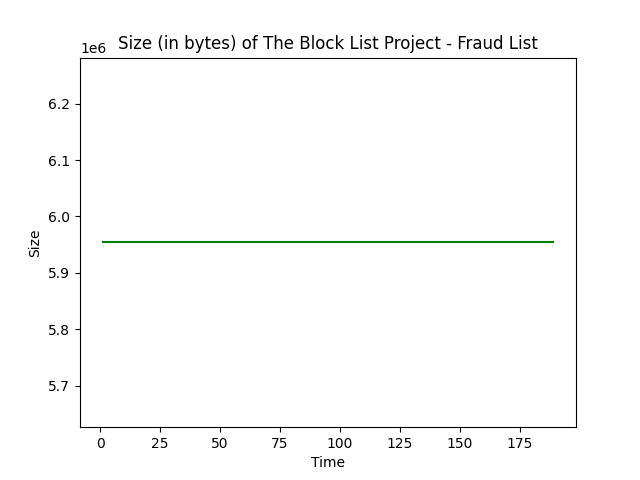 Size (in bytes) of The Block List Project - Fraud List
1e6
6.2
6.1
6.0
5.9
5.8
5.7
Size
0 25 50 75 100 125 150 175
Time